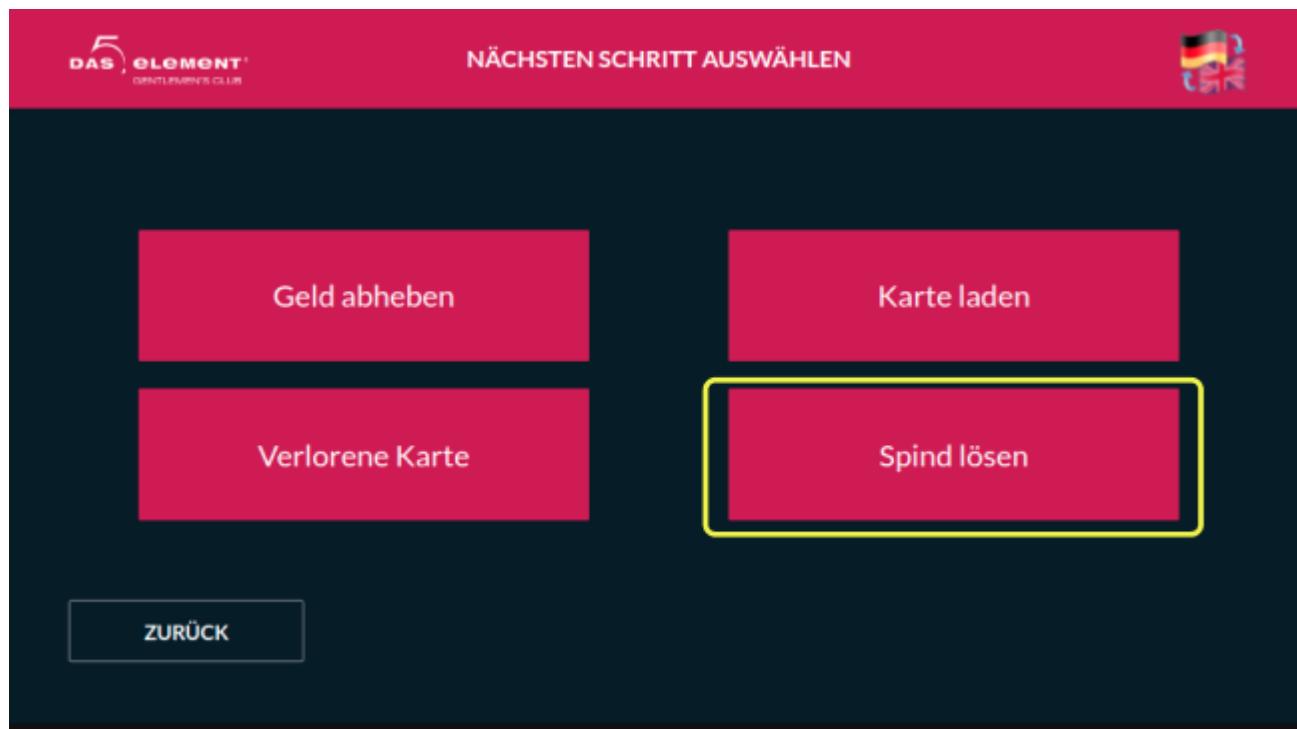 DAS 5 element
GENTLEMEN'S CLUB
NÄCHSTEN SCHRITT AUSWÄHLEN
Geld abheben
Karte laden
Verlorene Karte
Spind lösen
ZURÜCK